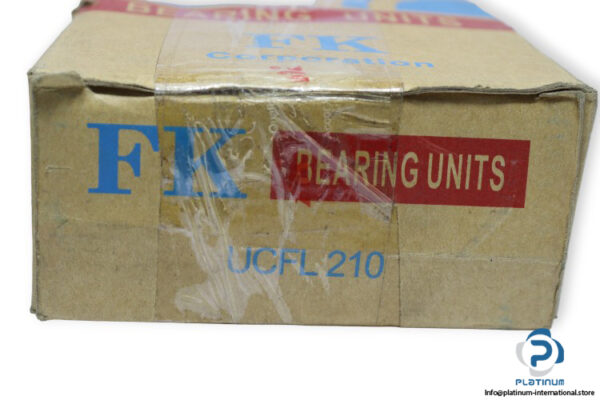 BEARING UNITS
FK
Corporation
FK
BEARING UNITS
UCFL 210
PLATINUM
Info@platinum-international.store